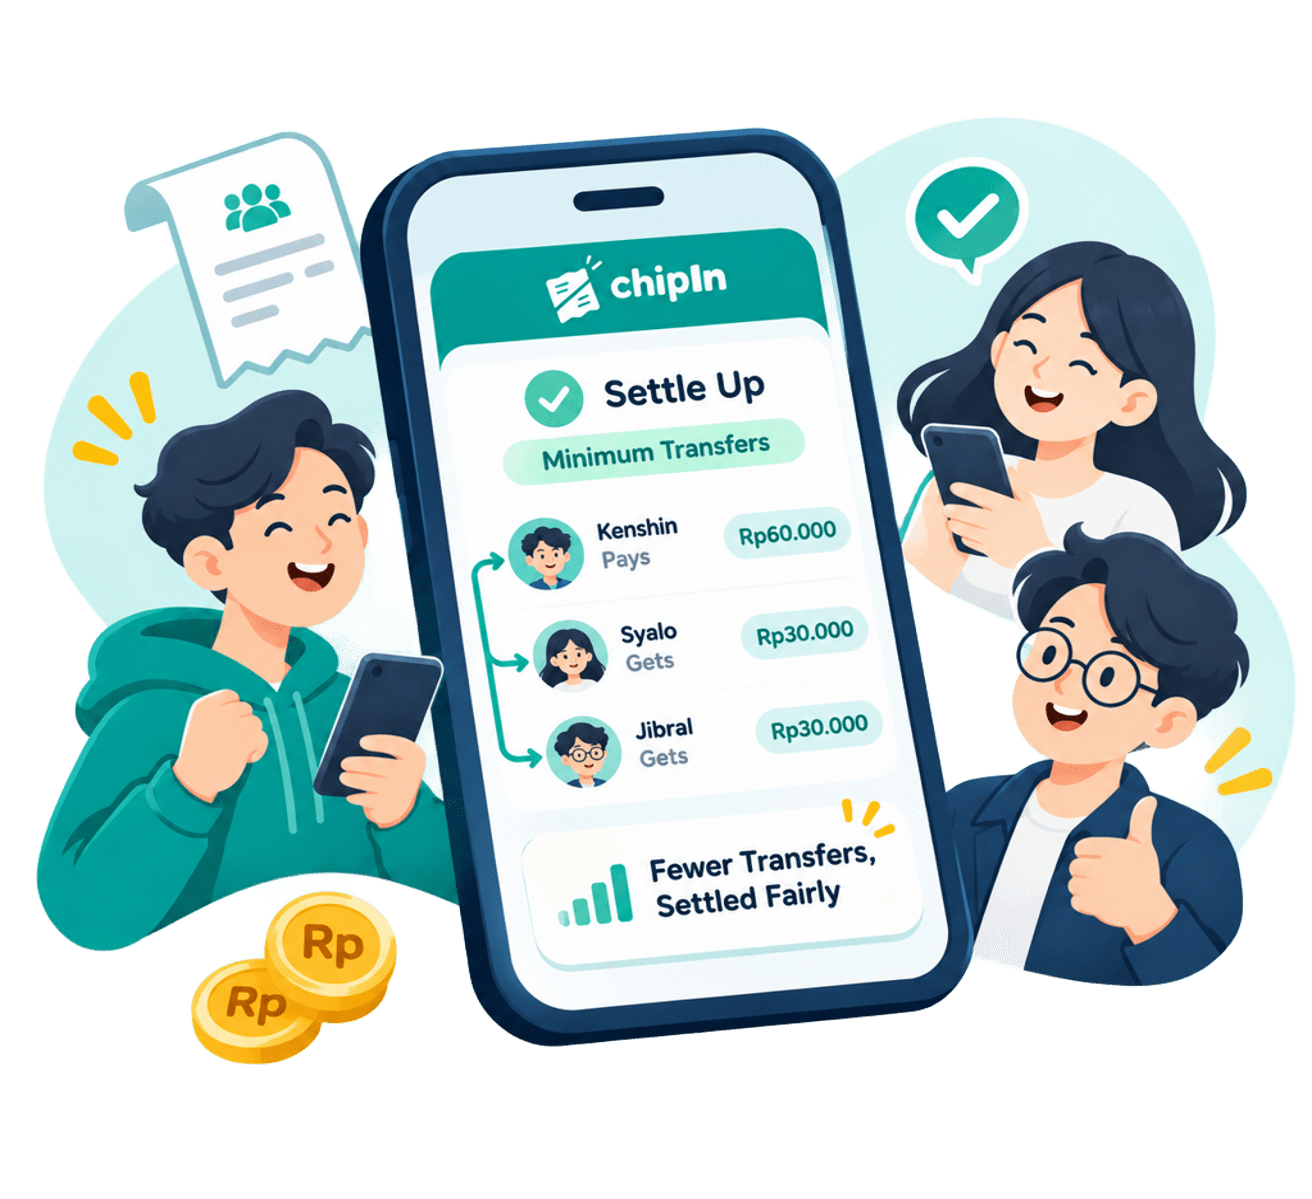 chipIn
Settle Up
Minimum Transfers
Kenshin
Pays
Rp60.000
Syalo
Gets
Rp30.000
Jibral
Gets
Rp30.000
Fewer Transfers,
Settled Fairly
Rp
Rp